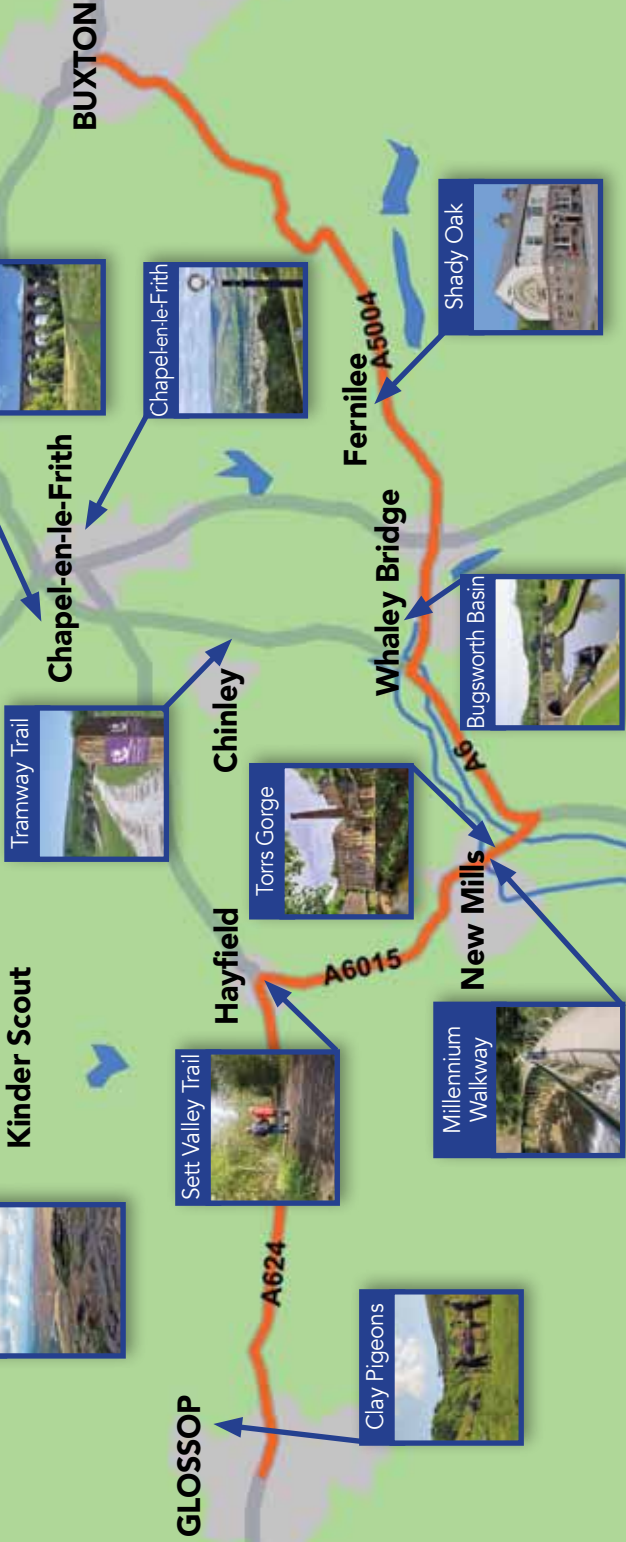 Kinder Scout
Tramway Trail
Chapel-en-le-Frith
BUXTON
GLOSSOP
Sett Valley Trail
Hayfield
Chinley
Chapel-en-le-Frith
A624
Torrs Gorge
A6015
Clay Pigeons
Whaley Bridge
Fernilee
A5004
Millennium
Walkway
New Mills
A6
Bugsworth Basin
Shady Oak